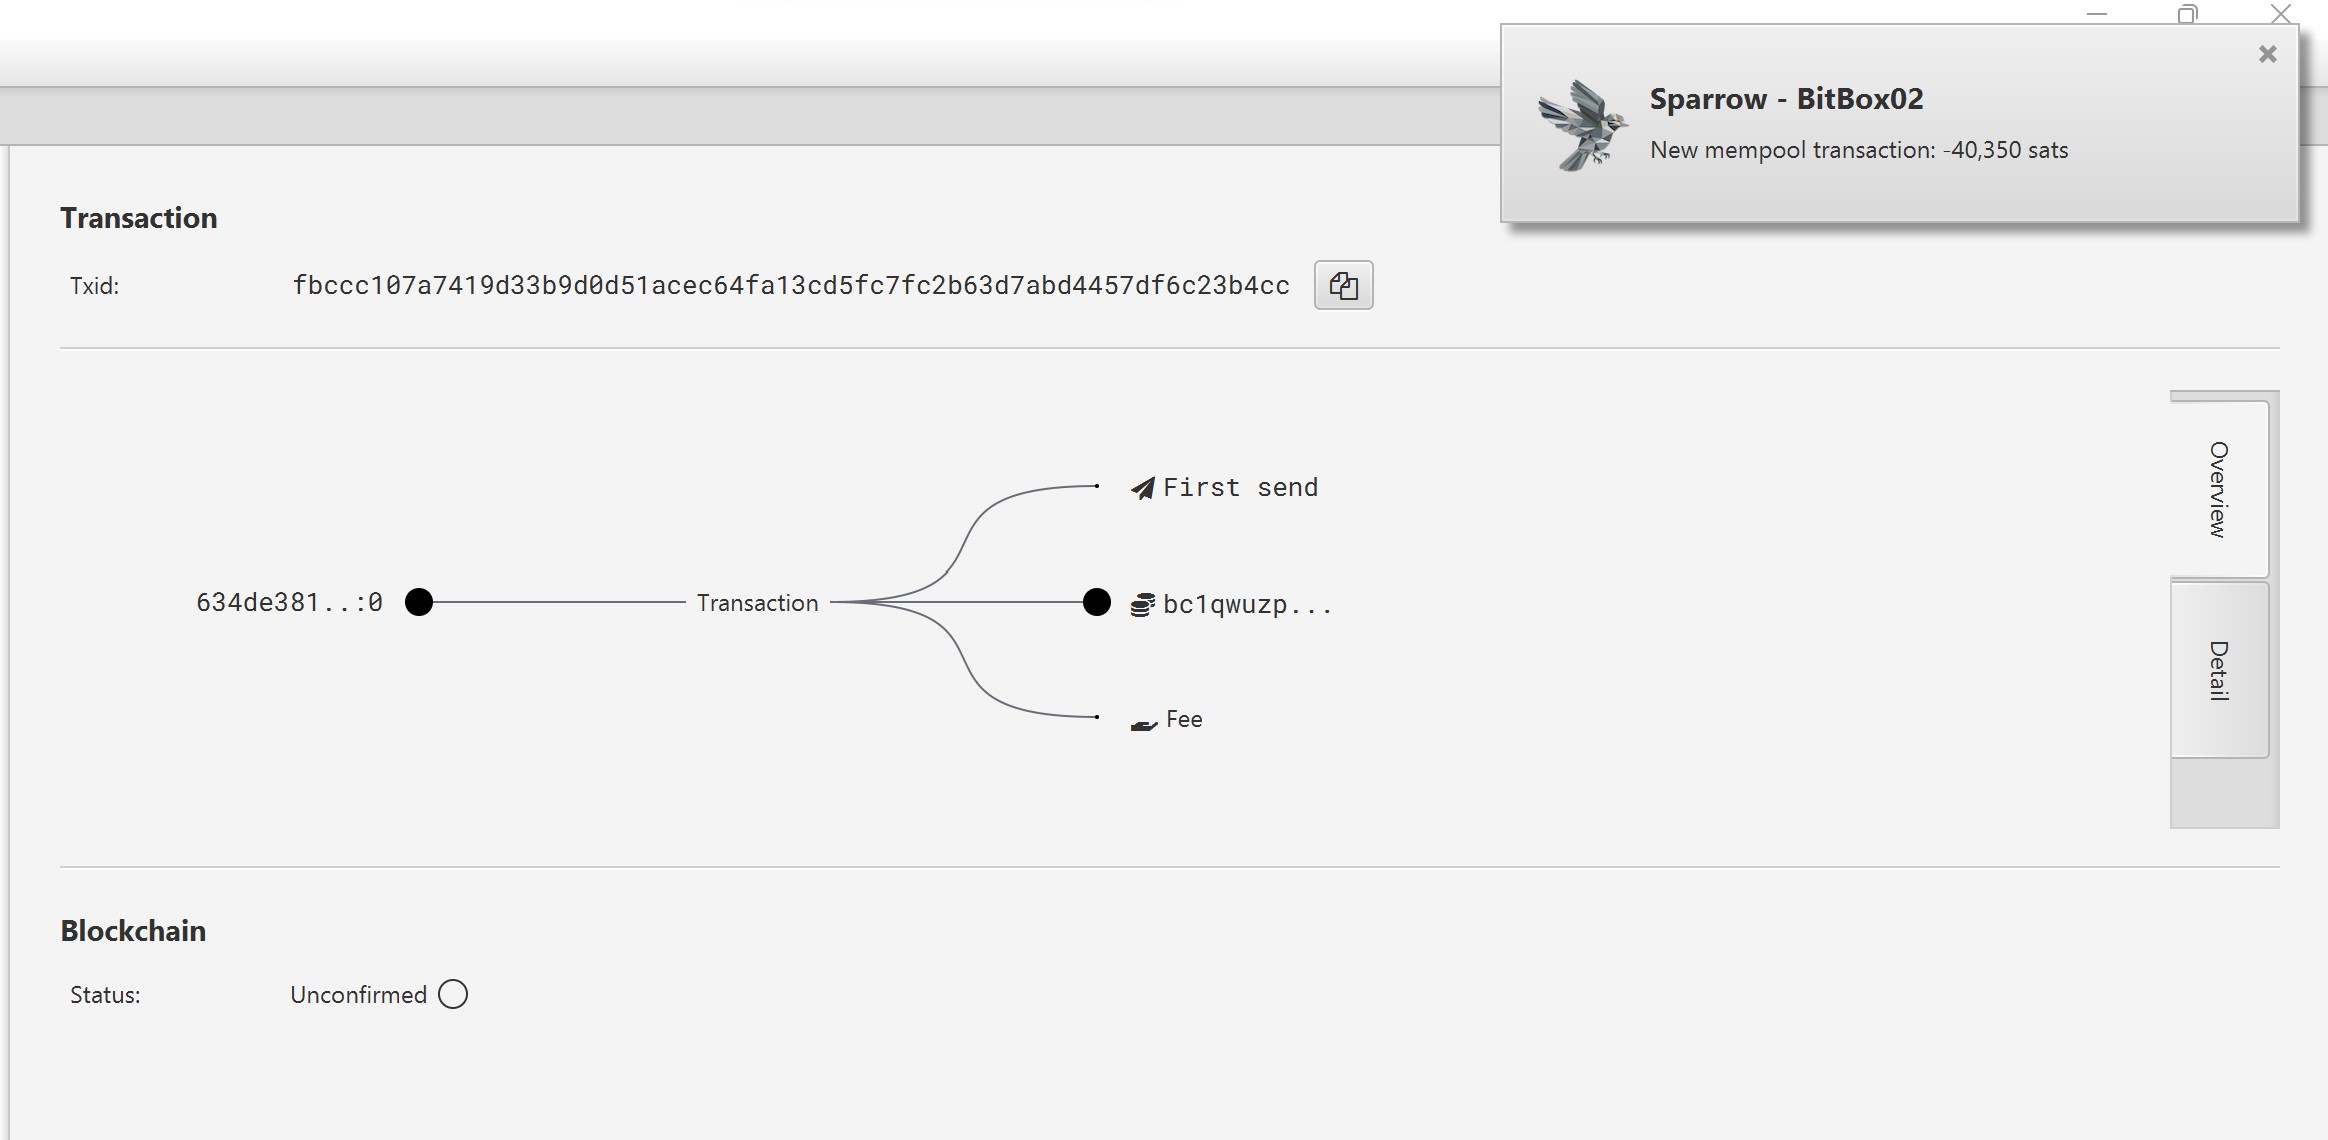 Sparrow - BitBox02
New mempool transaction: -40,350 sats
Transaction
Txid: fbccc107a7419d33b9d0d51acec64fa13cd5fc7fc2b63d7abd4457df6c23b4cc
First send
634de381..:0 Transaction bc1qwuzp...
Fee
Overview
Detail
Blockchain
Status: Unconfirmed